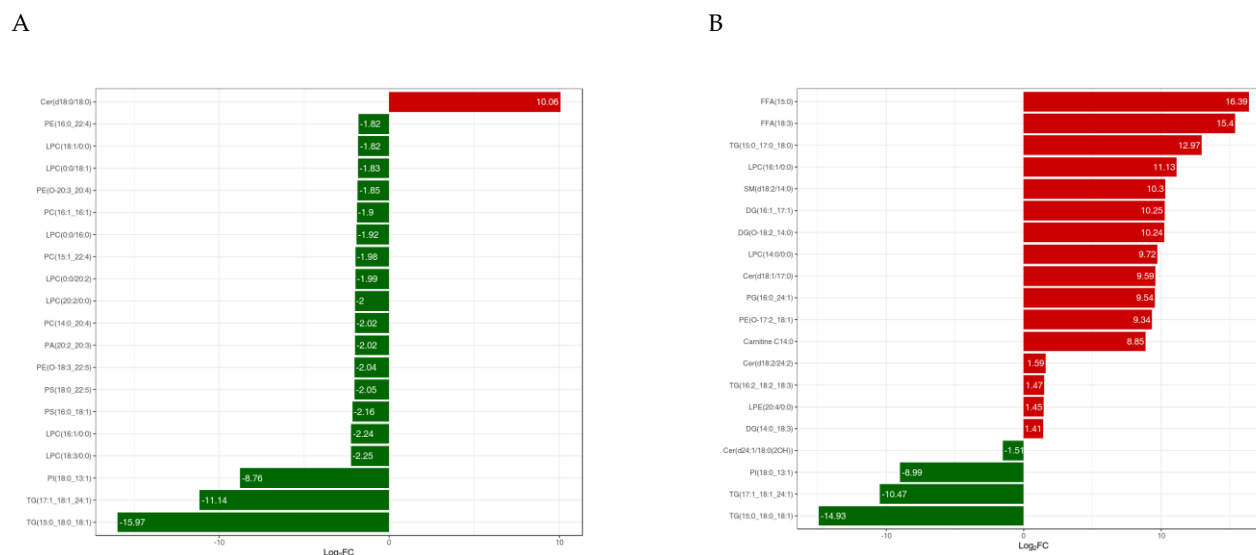 A
B
Cer(d18:0/18:0) 10.06
PE(16:0_22:4) -1.82
LPC(18:1/0:0) -1.82
LPC(0:0/18:1) -1.83
PE(O-20:3_20:4) -1.85
PC(16:1_16:1) -1.9
LPC(0:0/16:0) -1.92
PC(15:1_22:4) -1.98
LPC(0:0/20:2) -1.99
LPC(20:2/0:0) -2
PC(14:0_20:4) -2.02
PA(20:2_20:3) -2.02
PE(O-18:3_22:5) -2.04
PS(18:0_22:5) -2.05
PS(16:0_18:1) -2.16
LPC(16:1/0:0) -2.24
LPC(18:3/0:0) -2.25
PI(18:0_13:1) -8.76
TG(17:1_18:1_24:1) -11.14
TG(15:0_18:0_18:1) -15.97
-10 0 10
Log₂FC
FFA(15:0) 16.39
FFA(18:3) 15.4
TG(15:0_17:0_18:0) 12.97
LPC(16:1/0:0) 11.13
SM(d18:2/14:0) 10.3
DG(16:1_17:1) 10.25
DG(O-18:2_14:0) 10.24
LPC(14:0/0:0) 9.72
Cer(d18:1/17:0) 9.59
PG(16:0_24:1) 9.54
PE(O-17:2_18:1) 9.34
Carnitine C14:0 8.85
Cer(d18:2/24:2) 1.59
TG(16:2_18:2_18:3) 1.47
LPE(20:4/0:0) 1.45
DG(14:0_18:3) 1.41
Cer(d24:1/18:0(2OH)) -1.51
PI(18:0_13:1) -8.99
TG(17:1_18:1_24:1) -10.47
TG(15:0_18:0_18:1) -14.93
-10 0 10
Log₂FC